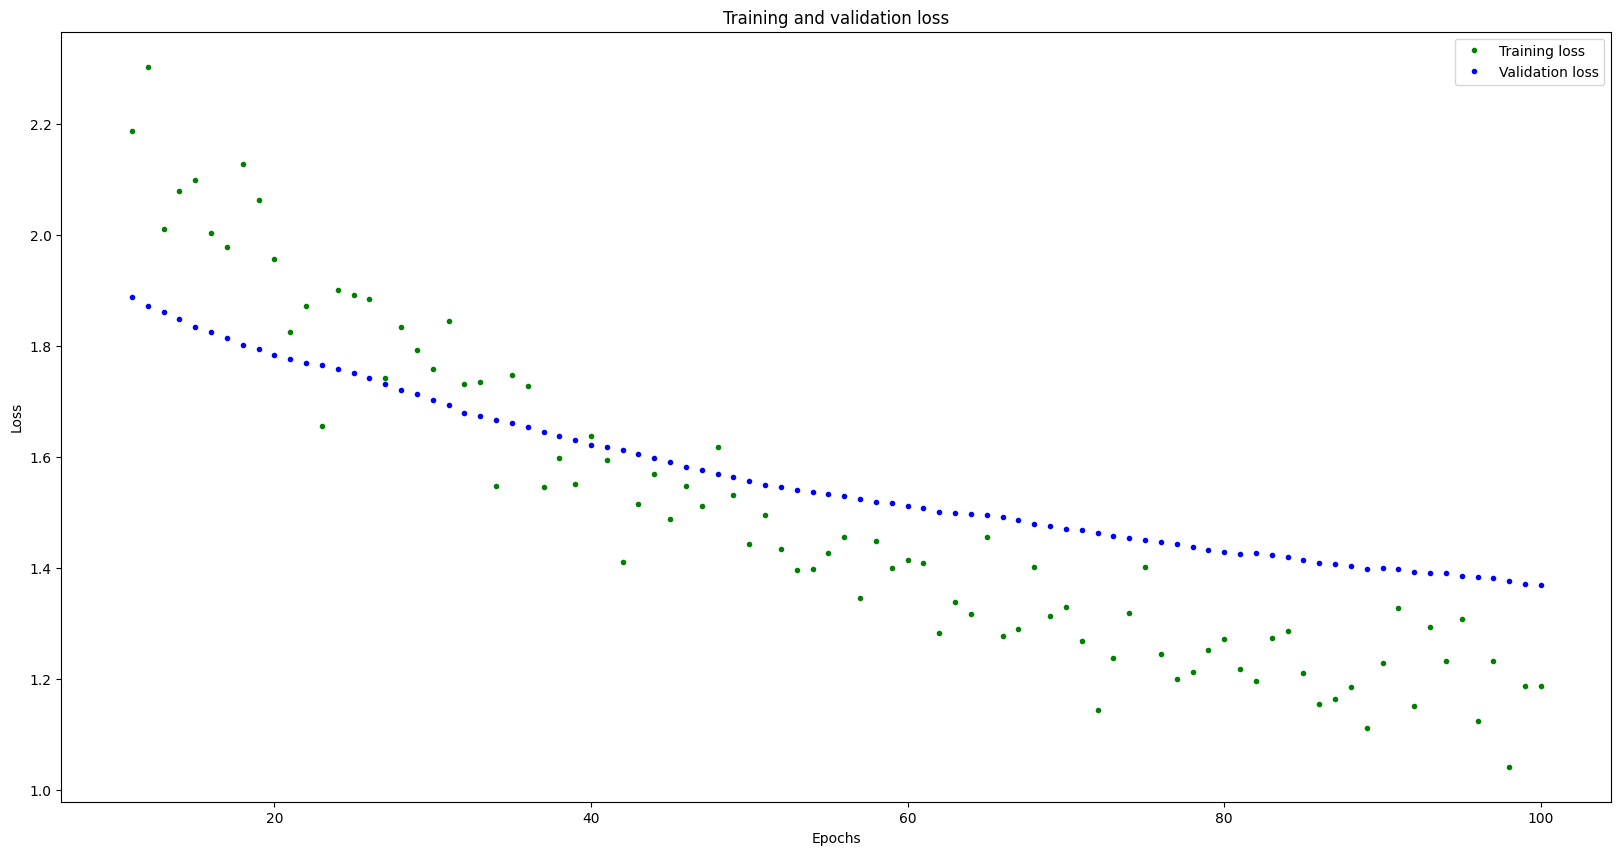 Training and validation loss
Training loss
Validation loss
2.2
2.0
1.8
1.6
1.4
1.2
1.0
Loss
20 40 60 80 100
Epochs